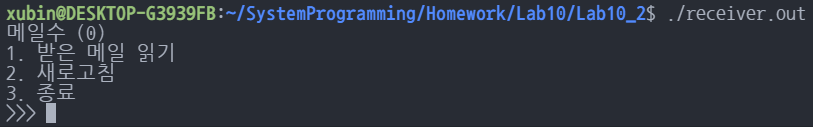 xubin@DESKTOP-G3939FB:~/SystemProgramming/Homework/Lab10/Lab10_2$ ./receiver.out
메일수 (0)
1. 받은 메일 읽기
2. 새로고침
3. 종료
>>>